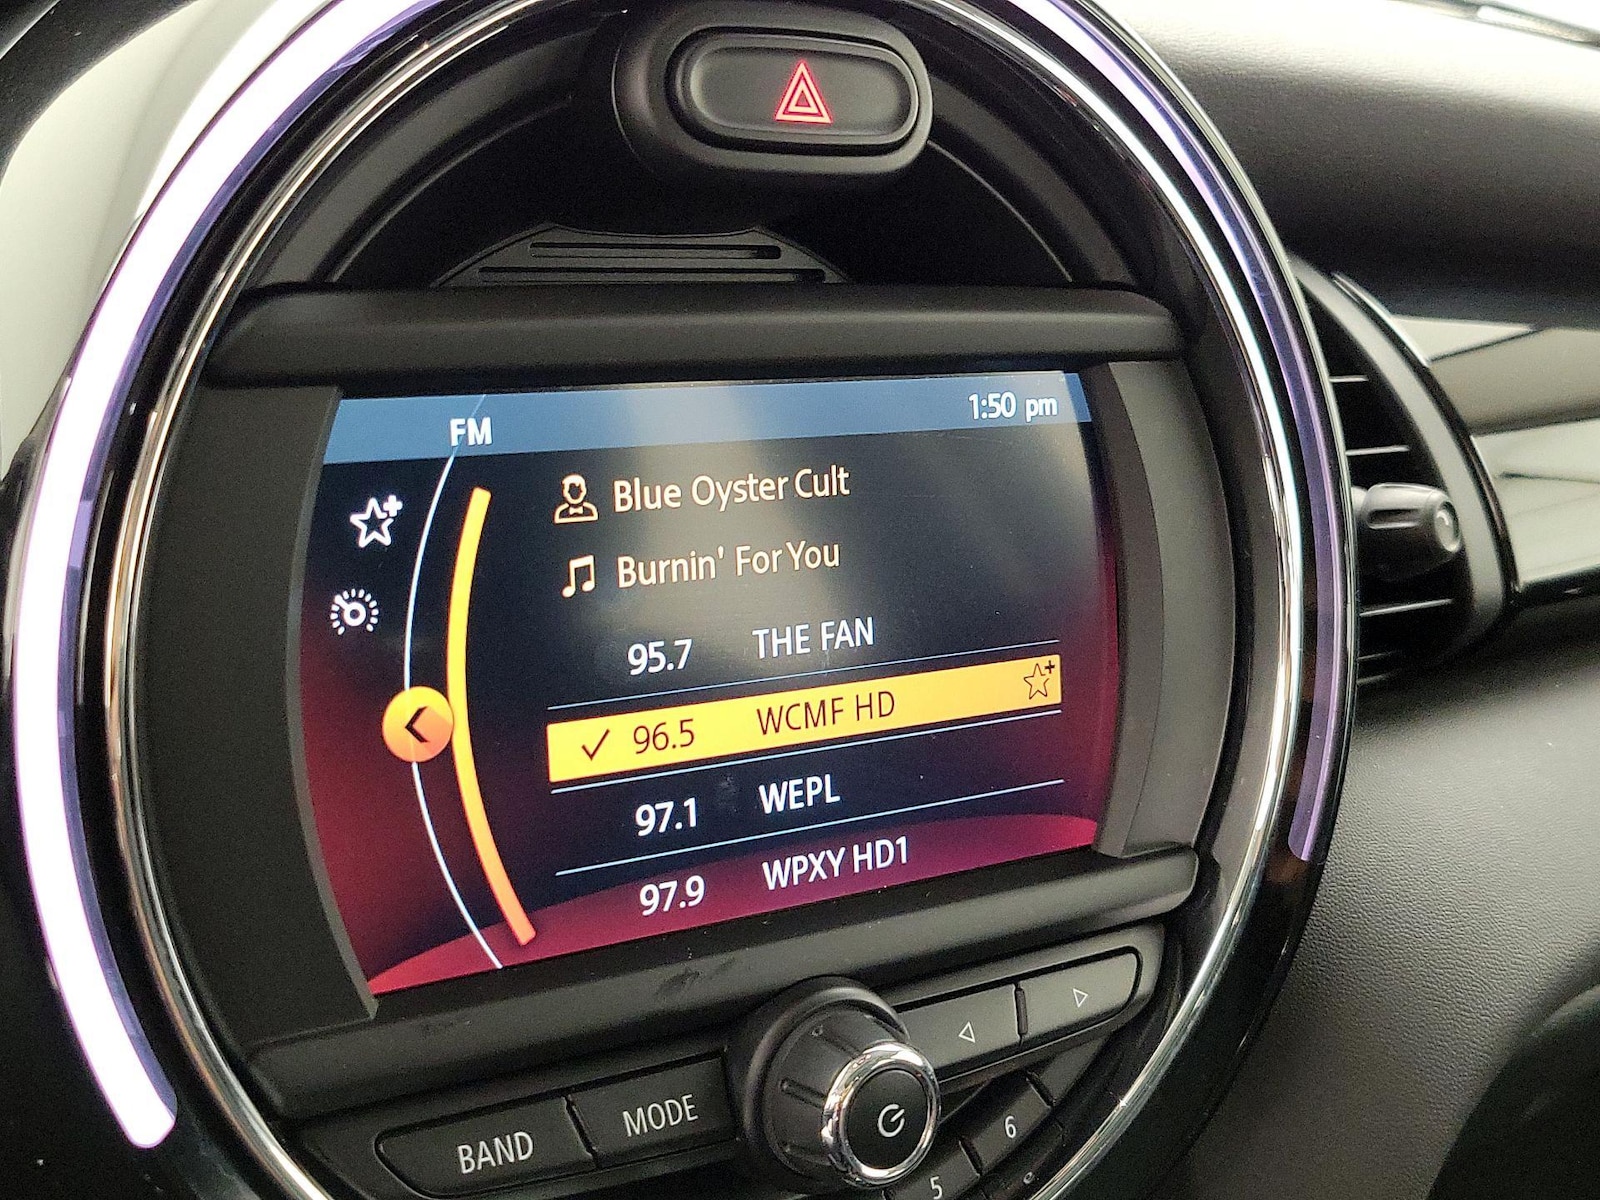 FM 1:50 pm
Blue Oyster Cult
Burnin' For You
95.7 THE FAN
96.5 WCMF HD
97.1 WEPL
97.9 WPXY HD1
BAND MODE
5 6